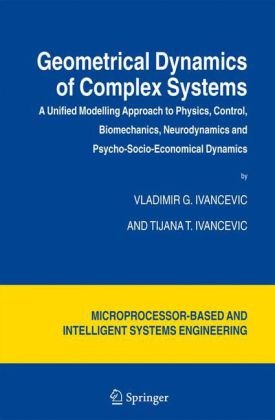 Geometrical Dynamics
of Complex Systems
A Unified Modelling Approach to Physics, Control,
Biomechanics, Neurodynamics and
Psycho-Socio-Economical Dynamics
by
VLADIMIR G. IVANCEVIC
AND TIJANA T. IVANCEVIC
MICROPROCESSOR-BASED AND
INTELLIGENT SYSTEMS ENGINEERING
Springer